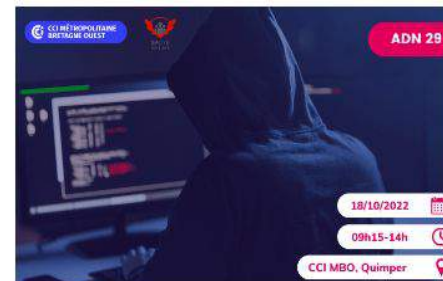 CCI MÉTROPOLITAINE
BRETAGNE OUEST
ADN 29
18/10/2022
09h15-14h
CCI MBO, Quimper